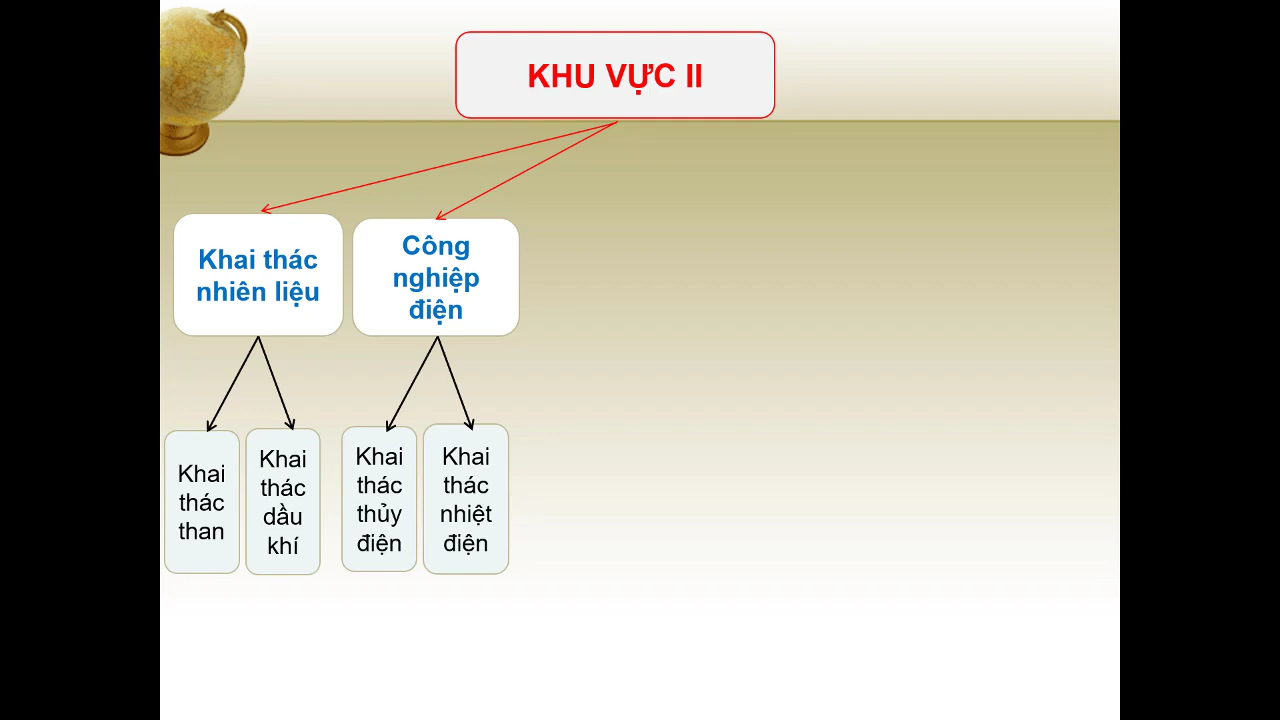 KHU VỰC II
Khai thác
nhiên liệu
Công
nghiệp
điện
Khai
thác
than
Khai
thác
dầu
khí
Khai
thác
thủy
điện
Khai
thác
nhiệt
điện